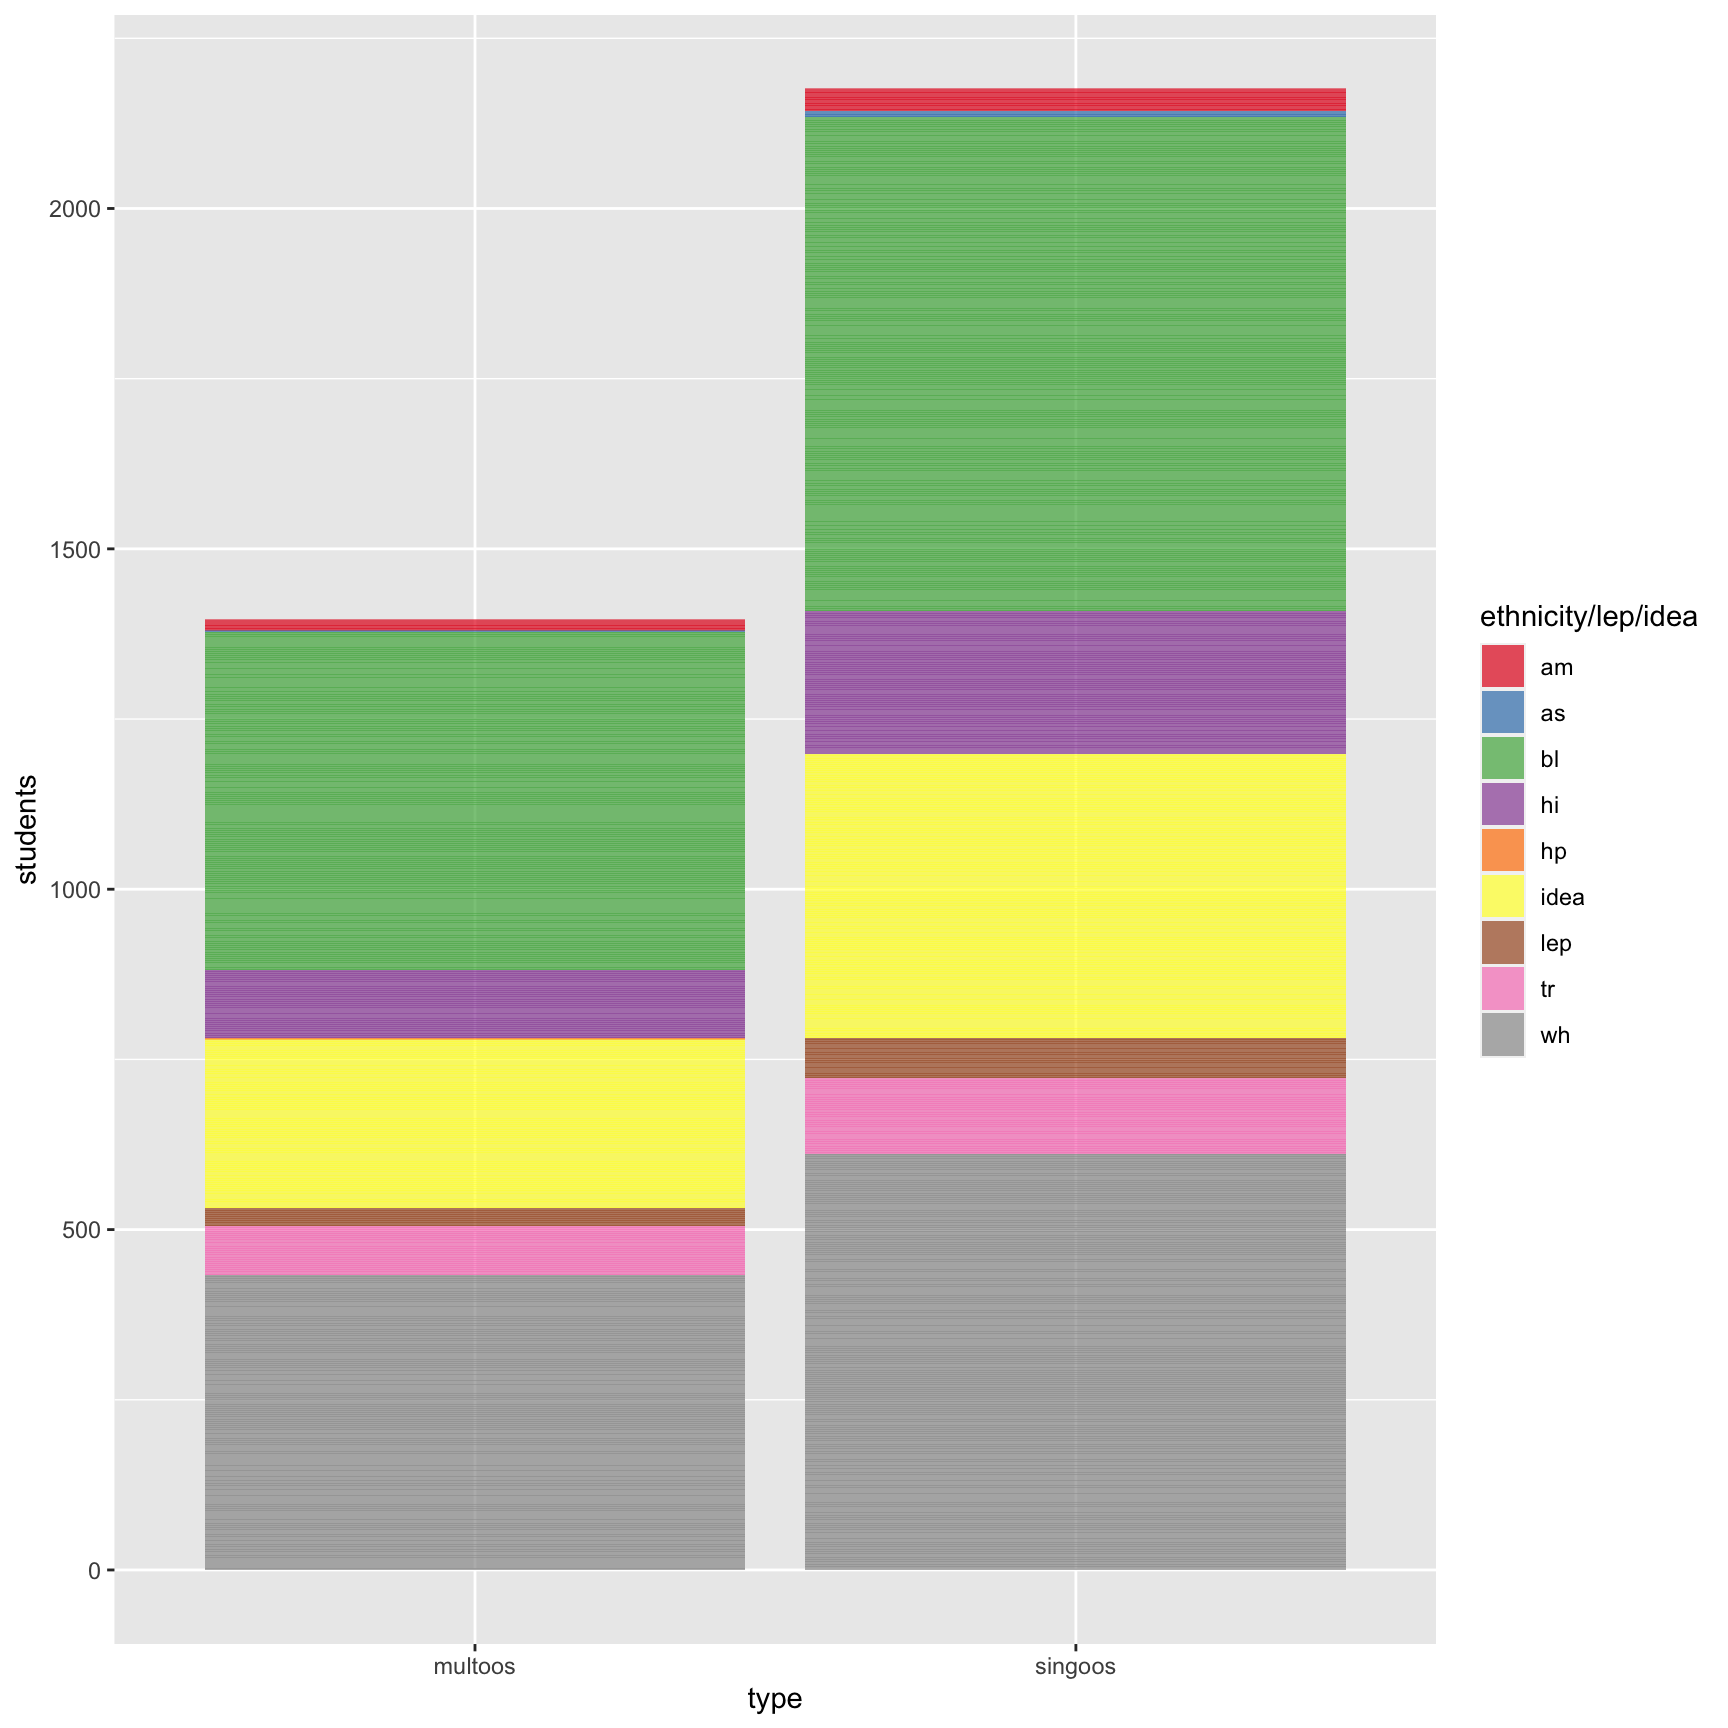 2000
1500
1000
500
0
students
multoos
singoos
type
ethnicity/lep/idea
am
as
bl
hi
hp
idea
lep
tr
wh